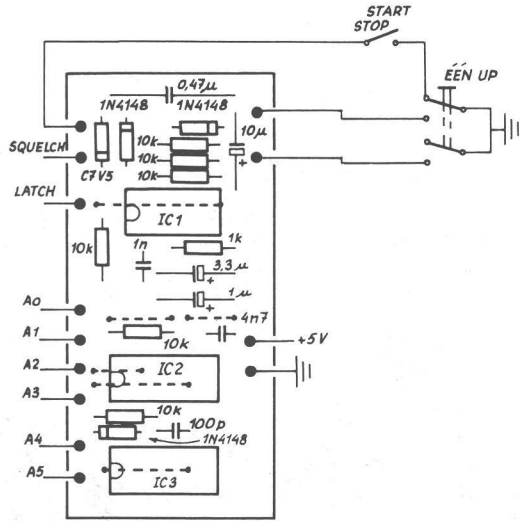 START
STOP
ÉÉN UP
0,47µ
1N4148
1N4148
10µ
+
10k
10k
10k
SQUELCH
C7V5
LATCH
IC1
10k
1n
1k
3,3µ
+
1µ
+
A0
4n7
A1
10k
+5V
A2
IC2
A3
10k
100p
1N4148
A4
A5
IC3